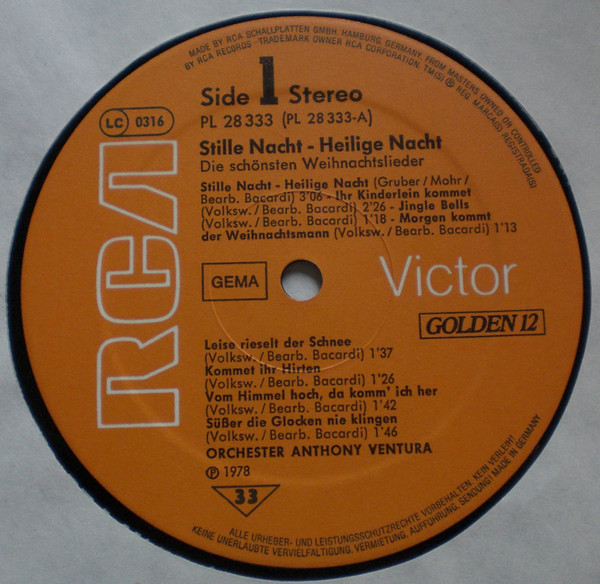 MADE BY RCA SCHALLPLATTEN GMBH, HAMBURG, GERMANY, FROM MASTERS OWNED OR CONTROLLED
BY RCA RECORDS · TRADEMARK OWNER RCA CORPORATION, TM(S) ® REG. MARCA(S) REGISTRADA(S)
Side 1 Stereo
LC 0316
PL 28333 (PL 28333-A)
Stille Nacht - Heilige Nacht
Die schönsten Weihnachtslieder
Stille Nacht - Heilige Nacht (Gruber / Mohr /
Bearb. Bacardi) 3'06 - Ihr Kinderlein kommet
(Volksw. / Bearb. Bacardi) 2'26 - Jingle Bells
(Volksw. / Bearb. Bacardi) 1'18 - Morgen kommt
der Weihnachtsmann (Volksw. / Bearb. Bacardi) 1'13
RCA
GEMA
Victor
GOLDEN 12
Leise rieselt der Schnee
(Volksw. / Bearb. Bacardi) 1'37
Kommet ihr Hirten
(Volksw. / Bearb. Bacardi) 1'26
Vom Himmel hoch, da komm' ich her
(Volksw. / Bearb. Bacardi) 1'42
Süßer die Glocken nie klingen
(Volksw. / Bearb. Bacardi) 1'46
ORCHESTER ANTHONY VENTURA
℗ 1978
33
ALLE URHEBER- UND LEISTUNGSSCHUTZRECHTE VORBEHALTEN. KEIN VERLEIH!
KEINE UNERLAUBTE VERVIELFÄLTIGUNG, VERMIETUNG, AUFFÜHRUNG, SENDUNG! MADE IN GERMANY